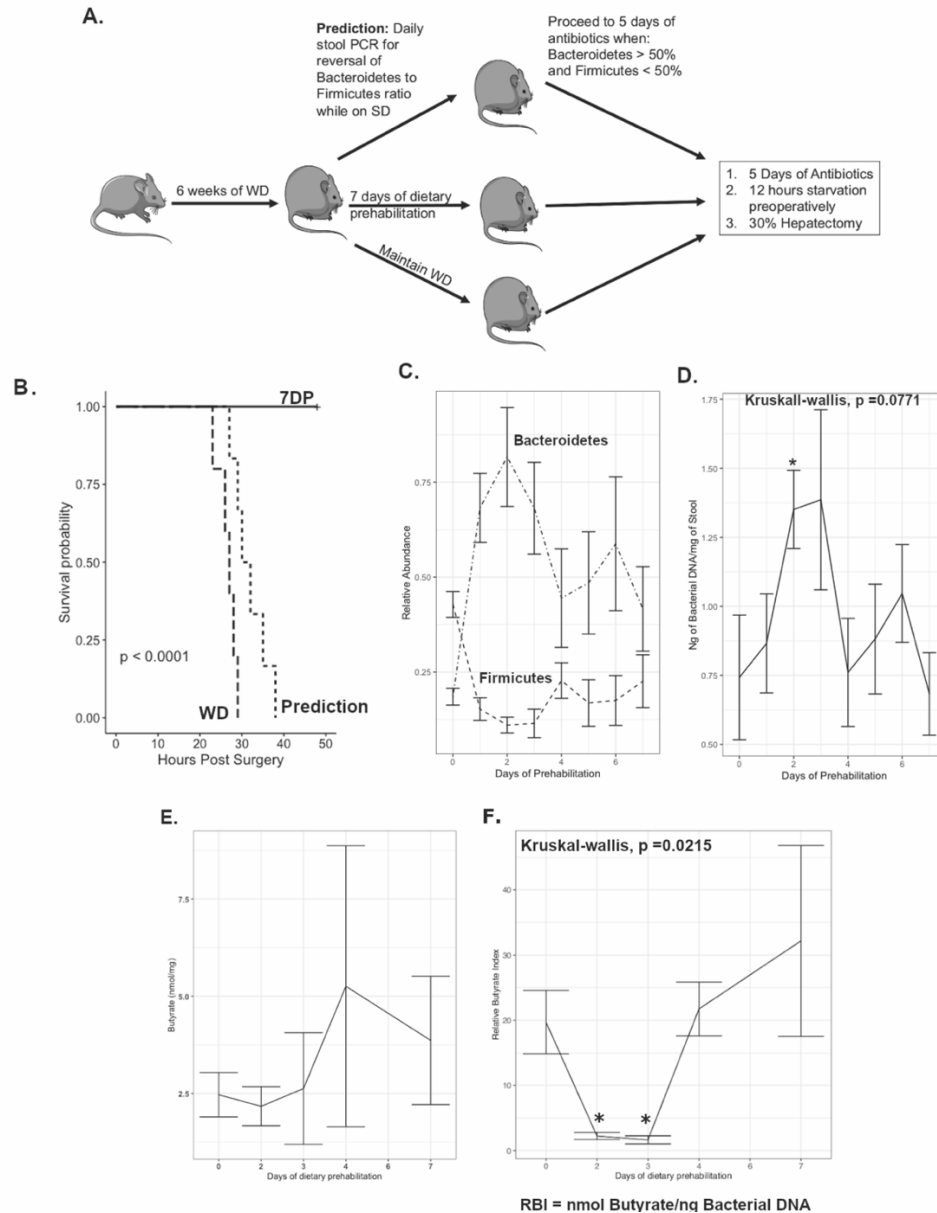 A.
Prediction: Daily
stool PCR for
reversal of
Bacteroidetes to
Firmicutes ratio
while on SD
Proceed to 5 days of
antibiotics when:
Bacteroidetes > 50%
and Firmicutes < 50%
6 weeks of WD
7 days of dietary
prehabilitation
Maintain WD
1. 5 Days of Antibiotics
2. 12 hours starvation
preoperatively
3. 30% Hepatectomy
B.
7DP
1.00
0.75
0.50
0.25
0.00
Survival probability
p < 0.0001
WD
Prediction
0 10 20 30 40 50
Hours Post Surgery
C.
Bacteroidetes
Firmicutes
0.75
0.50
0.25
Relative Abundance
0 2 4 6
Days of Prehabilitation
D.
Kruskall-wallis, p =0.0771
*
1.75
1.50
1.25
1.00
0.75
0.50
Ng of Bacterial DNA/mg of Stool
0 2 4 6
Days of Prehabilitation
E.
7.5
5.0
2.5
Butyrate (nmol/mg)
0 2 3 4 7
Days of dietary prehabilitation
F.
Kruskal-wallis, p =0.0215
* *
40
30
20
10
0
Relative Butyrate Index
0 2 3 4 7
Days of dietary prehabilitation
RBI = nmol Butyrate/ng Bacterial DNA